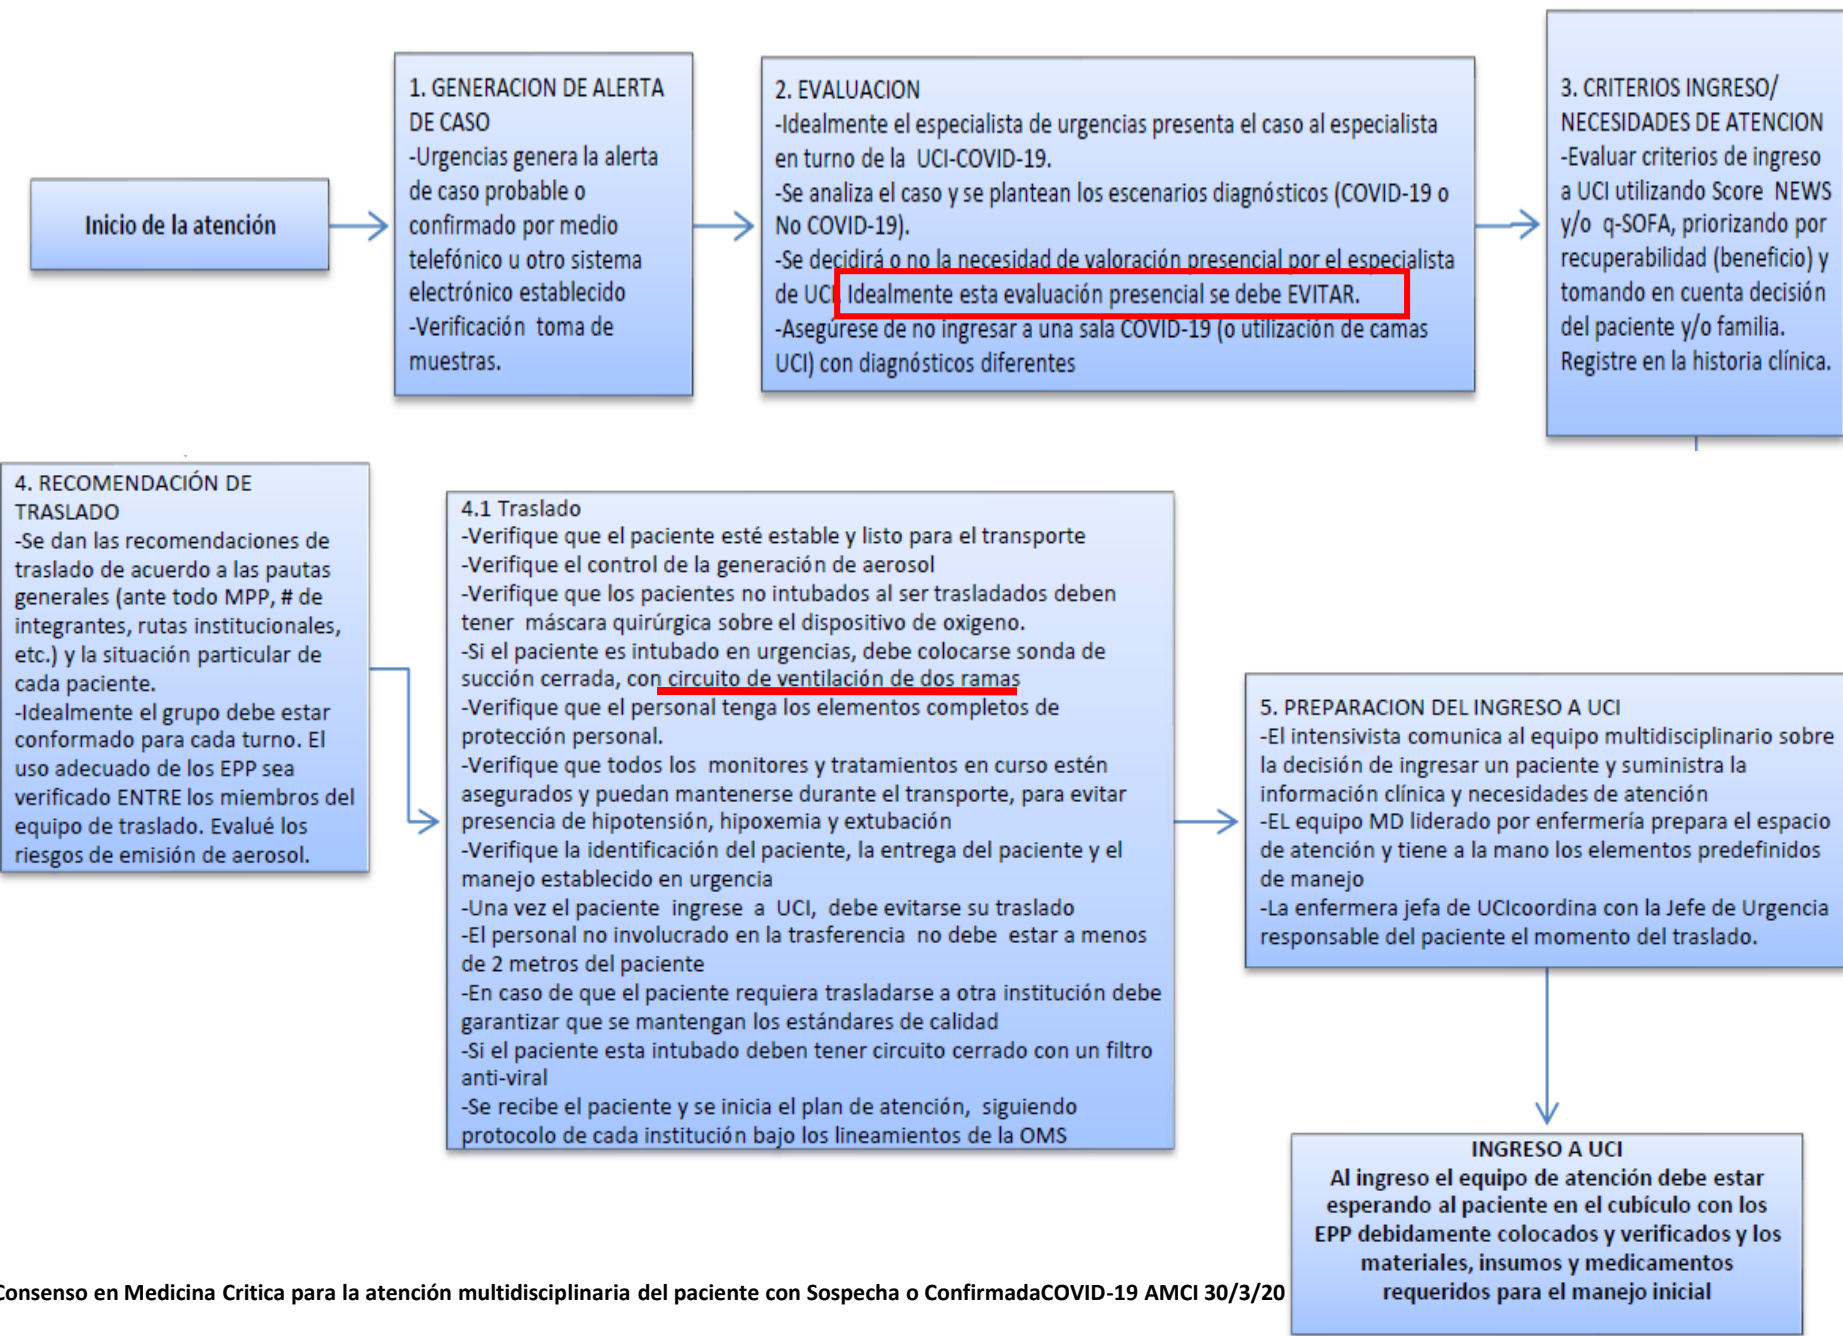 Inicio de la atención
1. GENERACION DE ALERTA
DE CASO
-Urgencias genera la alerta
de caso probable o
confirmado por medio
telefónico u otro sistema
electrónico establecido
-Verificación toma de
muestras.
2. EVALUACION
-Idealmente el especialista de urgencias presenta el caso al especialista
en turno de la UCI-COVID-19.
-Se analiza el caso y se plantean los escenarios diagnósticos (COVID-19 o
No COVID-19).
-Se decidirá o no la necesidad de valoración presencial por el especialista
de UCI. Idealmente esta evaluación presencial se debe EVITAR.
-Asegúrese de no ingresar a una sala COVID-19 (o utilización de camas
UCI) con diagnósticos diferentes
3. CRITERIOS INGRESO/
NECESIDADES DE ATENCION
-Evaluar criterios de ingreso
a UCI utilizando Score NEWS
y/o q-SOFA, priorizando por
recuperabilidad (beneficio) y
tomando en cuenta decisión
del paciente y/o familia.
Registre en la historia clínica.
4. RECOMENDACIÓN DE
TRASLADO
-Se dan las recomendaciones de
traslado de acuerdo a las pautas
generales (ante todo MPP, # de
integrantes, rutas institucionales,
etc.) y la situación particular de
cada paciente.
-Idealmente el grupo debe estar
conformado para cada turno. El
uso adecuado de los EPP sea
verificado ENTRE los miembros del
equipo de traslado. Evalué los
riesgos de emisión de aerosol.
4.1 Traslado
-Verifique que el paciente esté estable y listo para el transporte
-Verifique el control de la generación de aerosol
-Verifique que los pacientes no intubados al ser trasladados deben
tener máscara quirúrgica sobre el dispositivo de oxigeno.
-Si el paciente es intubado en urgencias, debe colocarse sonda de
succión cerrada, con circuito de ventilación de dos ramas
-Verifique que el personal tenga los elementos completos de
protección personal.
-Verifique que todos los monitores y tratamientos en curso estén
asegurados y puedan mantenerse durante el transporte, para evitar
presencia de hipotensión, hipoxemia y extubación
-Verifique la identificación del paciente, la entrega del paciente y el
manejo establecido en urgencia
-Una vez el paciente ingrese a UCI, debe evitarse su traslado
-El personal no involucrado en la trasferencia no debe estar a menos
de 2 metros del paciente
-En caso de que el paciente requiera trasladarse a otra institución debe
garantizar que se mantengan los estándares de calidad
-Si el paciente esta intubado deben tener circuito cerrado con un filtro
anti-viral
-Se recibe el paciente y se inicia el plan de atención, siguiendo
protocolo de cada institución bajo los lineamientos de la OMS
5. PREPARACION DEL INGRESO A UCI
-El intensivista comunica al equipo multidisciplinario sobre
la decisión de ingresar un paciente y suministra la
información clínica y necesidades de atención
-EL equipo MD liderado por enfermería prepara el espacio
de atención y tiene a la mano los elementos predefinidos
de manejo
-La enfermera jefa de UCIcoordina con la Jefe de Urgencia
responsable del paciente el momento del traslado.
INGRESO A UCI
Al ingreso el equipo de atención debe estar
esperando al paciente en el cubículo con los
EPP debidamente colocados y verificados y los
materiales, insumos y medicamentos
requeridos para el manejo inicial
Consenso en Medicina Critica para la atención multidisciplinaria del paciente con Sospecha o ConfirmadaCOVID-19 AMCI 30/3/20